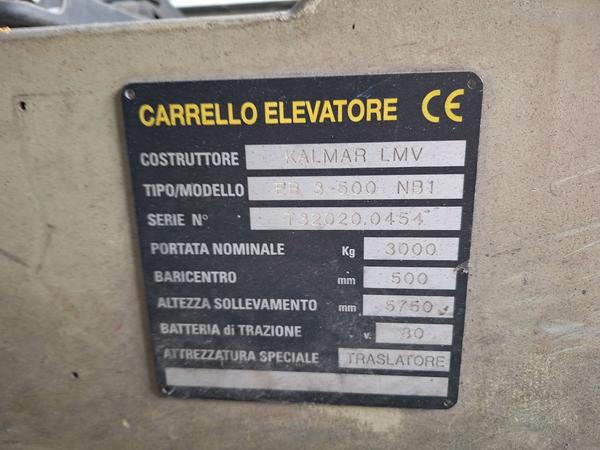 CARRELLO ELEVATORE CE
COSTRUTTORE KALMAR LMV
TIPO/MODELLO EB 3-500 NB1
SERIE N° T32020.0454
PORTATA NOMINALE Kg 3000
BARICENTRO mm 500
ALTEZZA SOLLEVAMENTO mm 5750
BATTERIA di TRAZIONE v. 80
ATTREZZATURA SPECIALE TRASLATORE